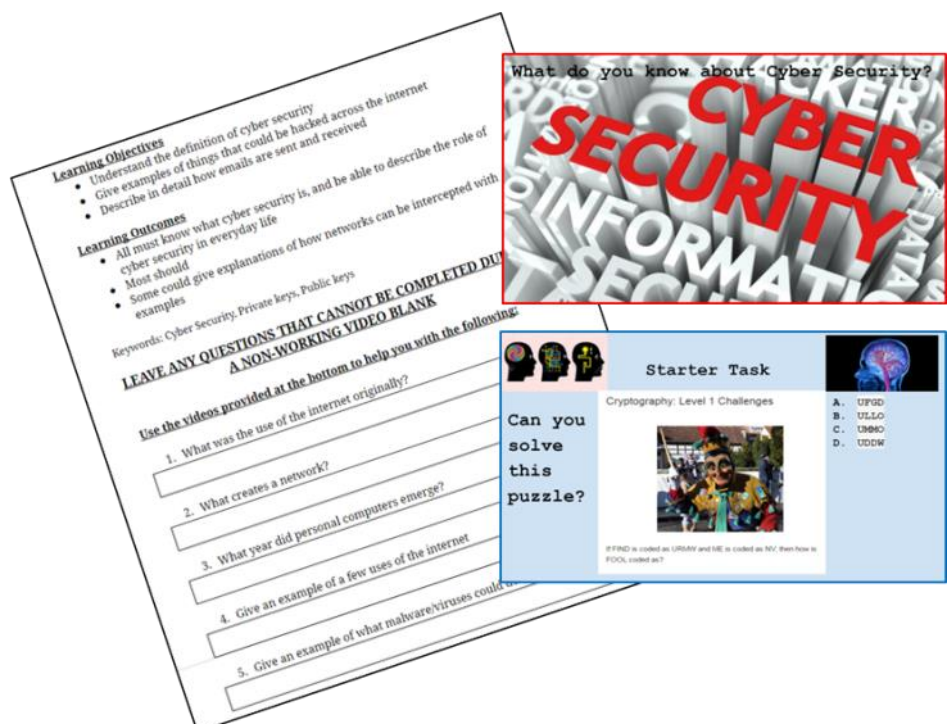 Learning Objectives
Understand the definition of cyber security
Give examples of things that could be hacked across the internet
Describe in detail how emails are sent and received
Learning Outcomes
All must know what cyber security is, and be able to describe the role of
cyber security in everyday life
Most should
Some could give explanations of how networks can be intercepted with
examples
Keywords: Cyber Security, Private keys, Public keys
LEAVE ANY QUESTIONS THAT CANNOT BE COMPLETED
A NON-WORKING VIDEO BLANK
Use the videos provided at the bottom to help you with the following:
1. What was the use of the internet originally?
2. What creates a network?
3. What year did personal computers emerge?
4. Give an example of a few uses of the internet
5. Give an example of what malware/viruses could
What do you know about Cyber Security?
HACKER
CYBER
SECURITY
INFORMATI
DATA
SECU
Starter Task
Can you
solve
this
puzzle?
Cryptography: Level 1 Challenges
If FIND is coded as URMW and ME is coded as NV, then how is
FOOL coded as?
A. UFGD
B. ULLO
C. UMMO
D. UDDW